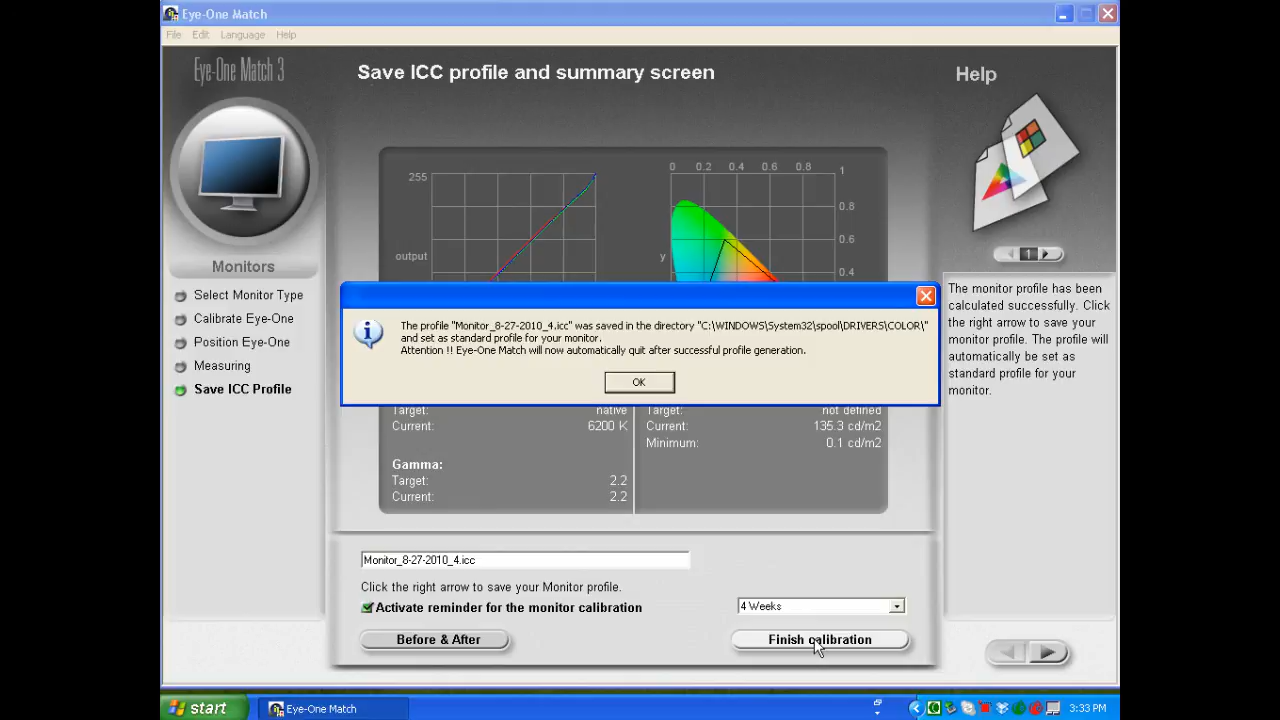 Eye-One Match
File Edit Language Help
Eye-One Match 3
Save ICC profile and summary screen
Help
Monitors
Select Monitor Type
Calibrate Eye-One
Position Eye-One
Measuring
Save ICC Profile
255
output
0 0.2 0.4 0.6 0.8
1
0.8
0.6
0.4
y
The profile "Monitor_8-27-2010_4.icc" was saved in the directory "C:\WINDOWS\System32\spool\DRIVERS\COLOR\"
and set as standard profile for your monitor.
Attention !! Eye-One Match will now automatically quit after successful profile generation.
OK
Target: native
Current: 6200 K
Gamma:
Target: 2.2
Current: 2.2
Target: not defined
Current: 135.3 cd/m2
Minimum: 0.1 cd/m2
Monitor_8-27-2010_4.icc
Click the right arrow to save your Monitor profile.
Activate reminder for the monitor calibration
4 Weeks
Before & After
Finish calibration
1
The monitor profile has
been calculated successfully. Click
the right arrow to save your
monitor profile. The profile
will automatically be set as
standard profile for your
monitor.
start
Eye-One Match
3:33 PM